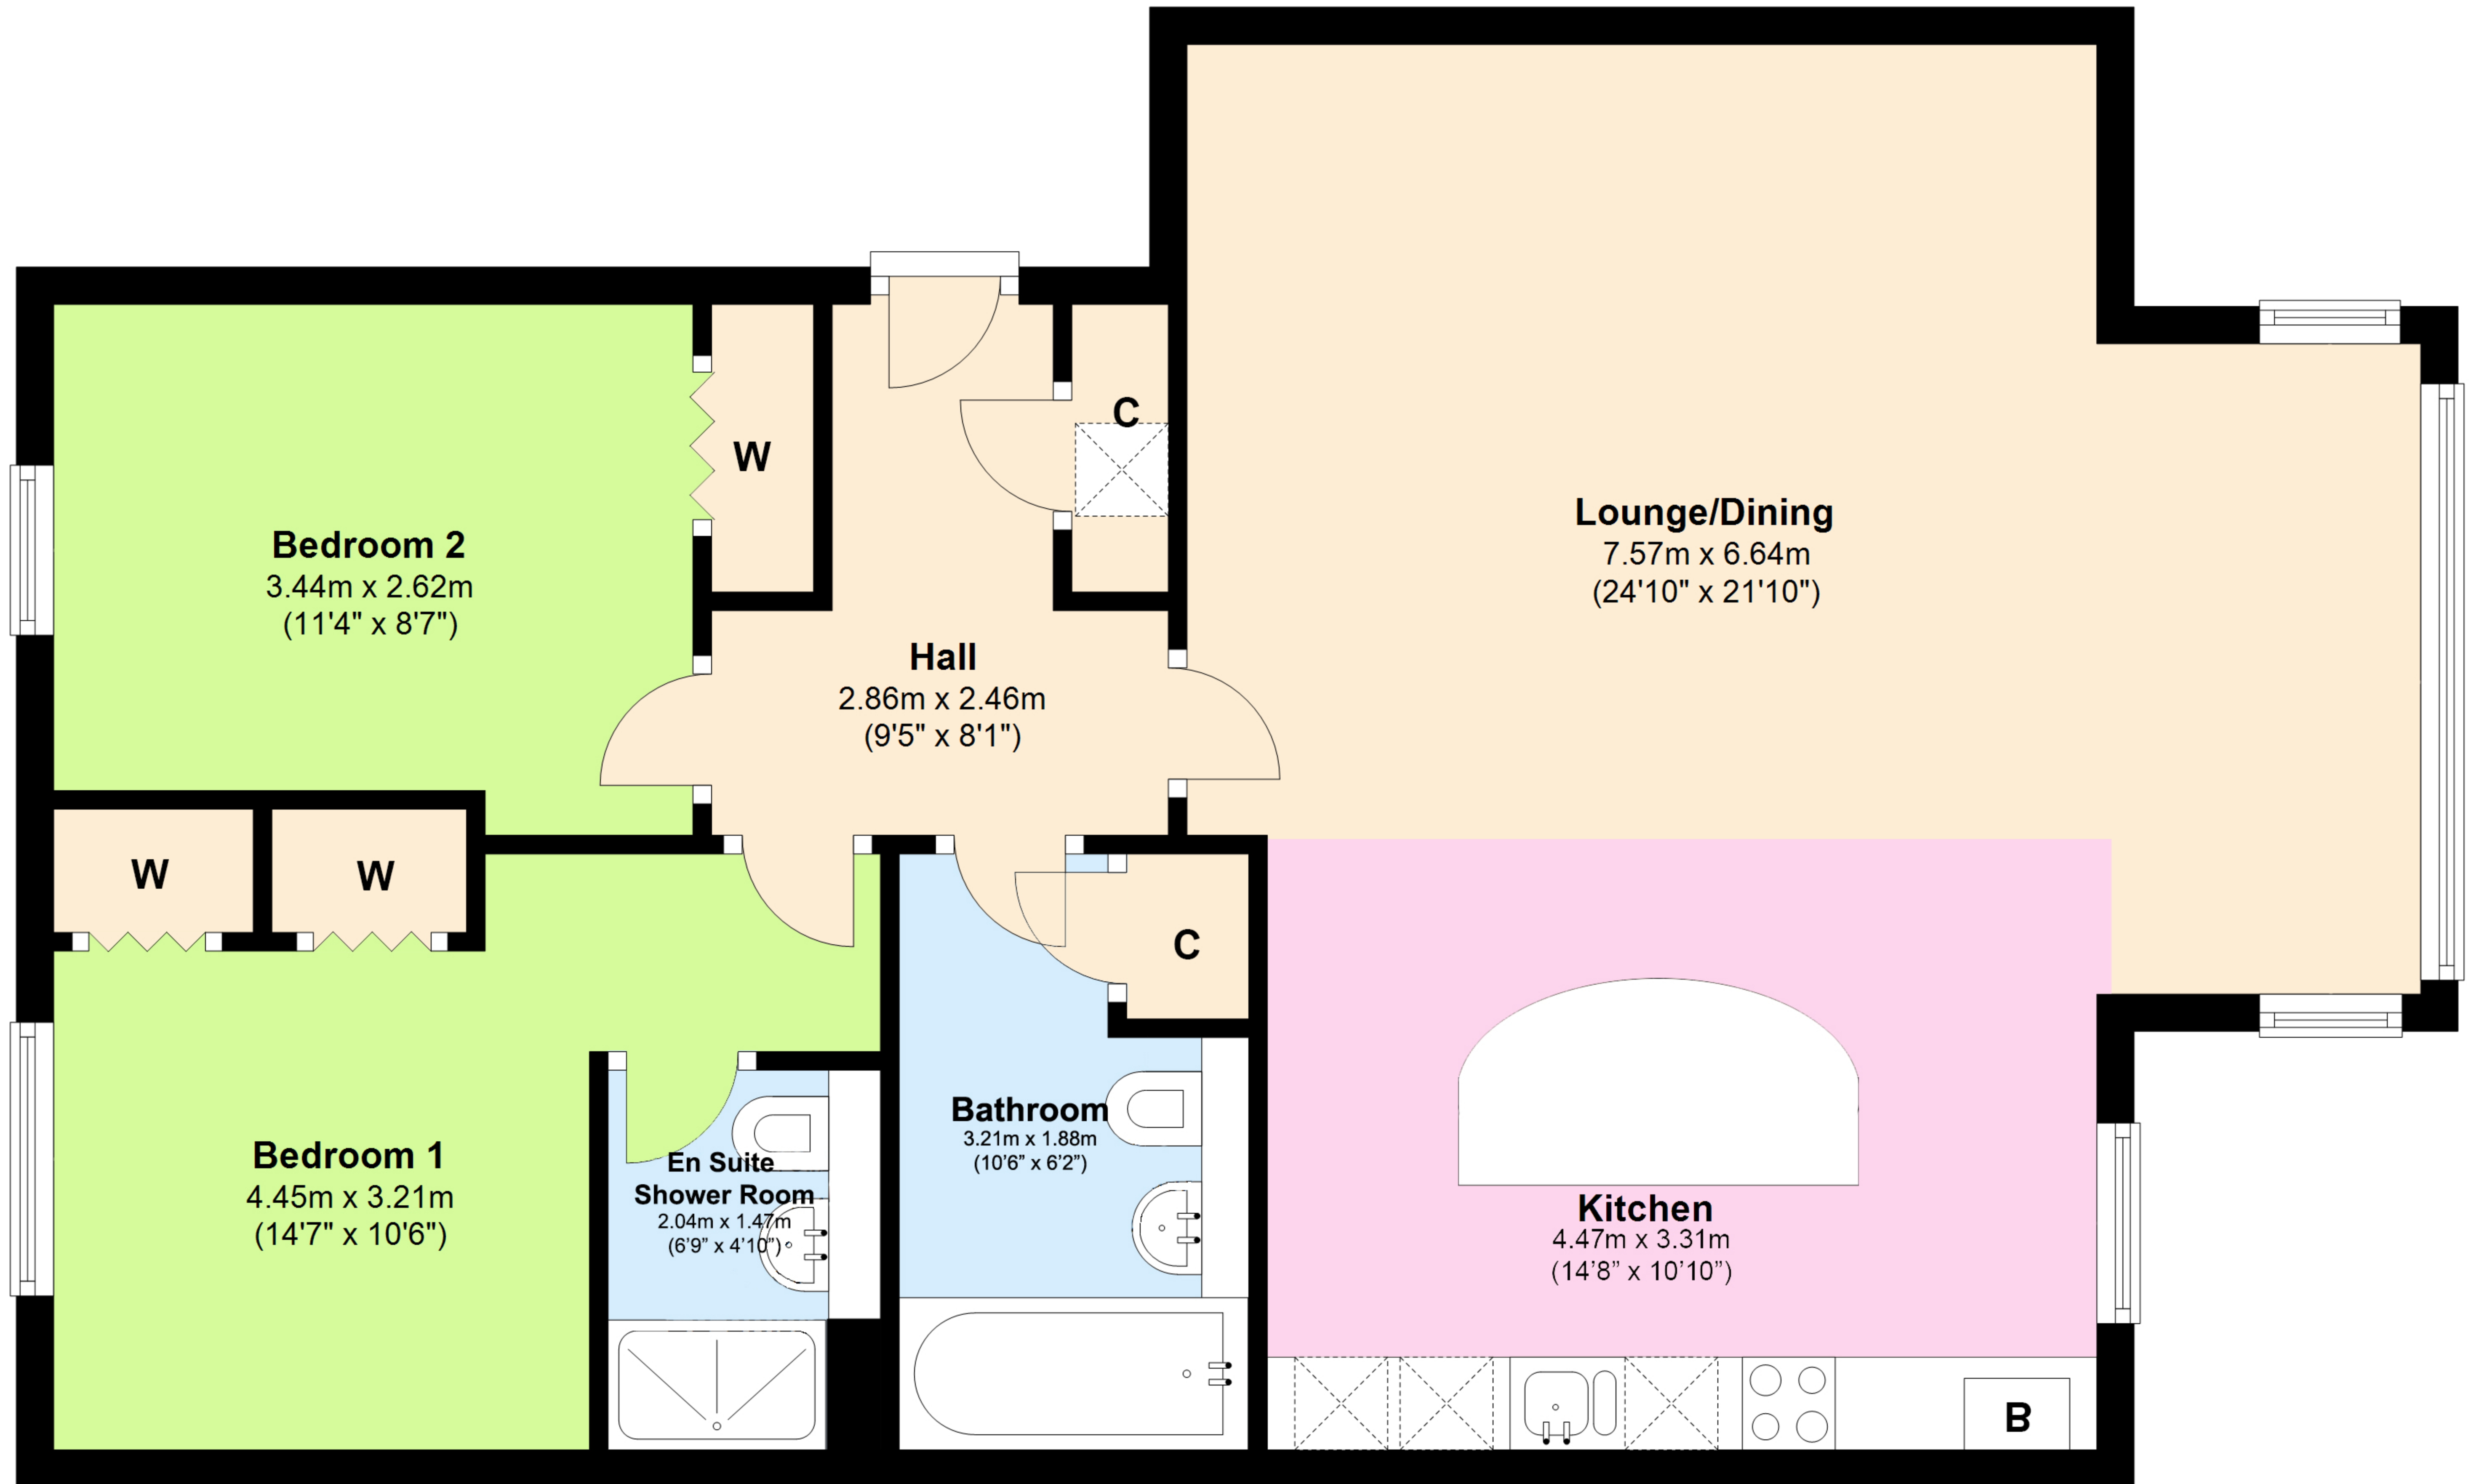 Bedroom 2
3.44m x 2.62m
(11'4" x 8'7")
W
C
Lounge/Dining
7.57m x 6.64m
(24'10" x 21'10")
Hall
2.86m x 2.46m
(9'5" x 8'1")
W
W
C
Bedroom 1
4.45m x 3.21m
(14'7" x 10'6")
En Suite
Shower Room
2.04m x 1.47m
(6’9” x 4’10”)
Bathroom
3.21m x 1.88m
(10’6” x 6’2”)
Kitchen
4.47m x 3.31m
(14’8” x 10’10”)
B